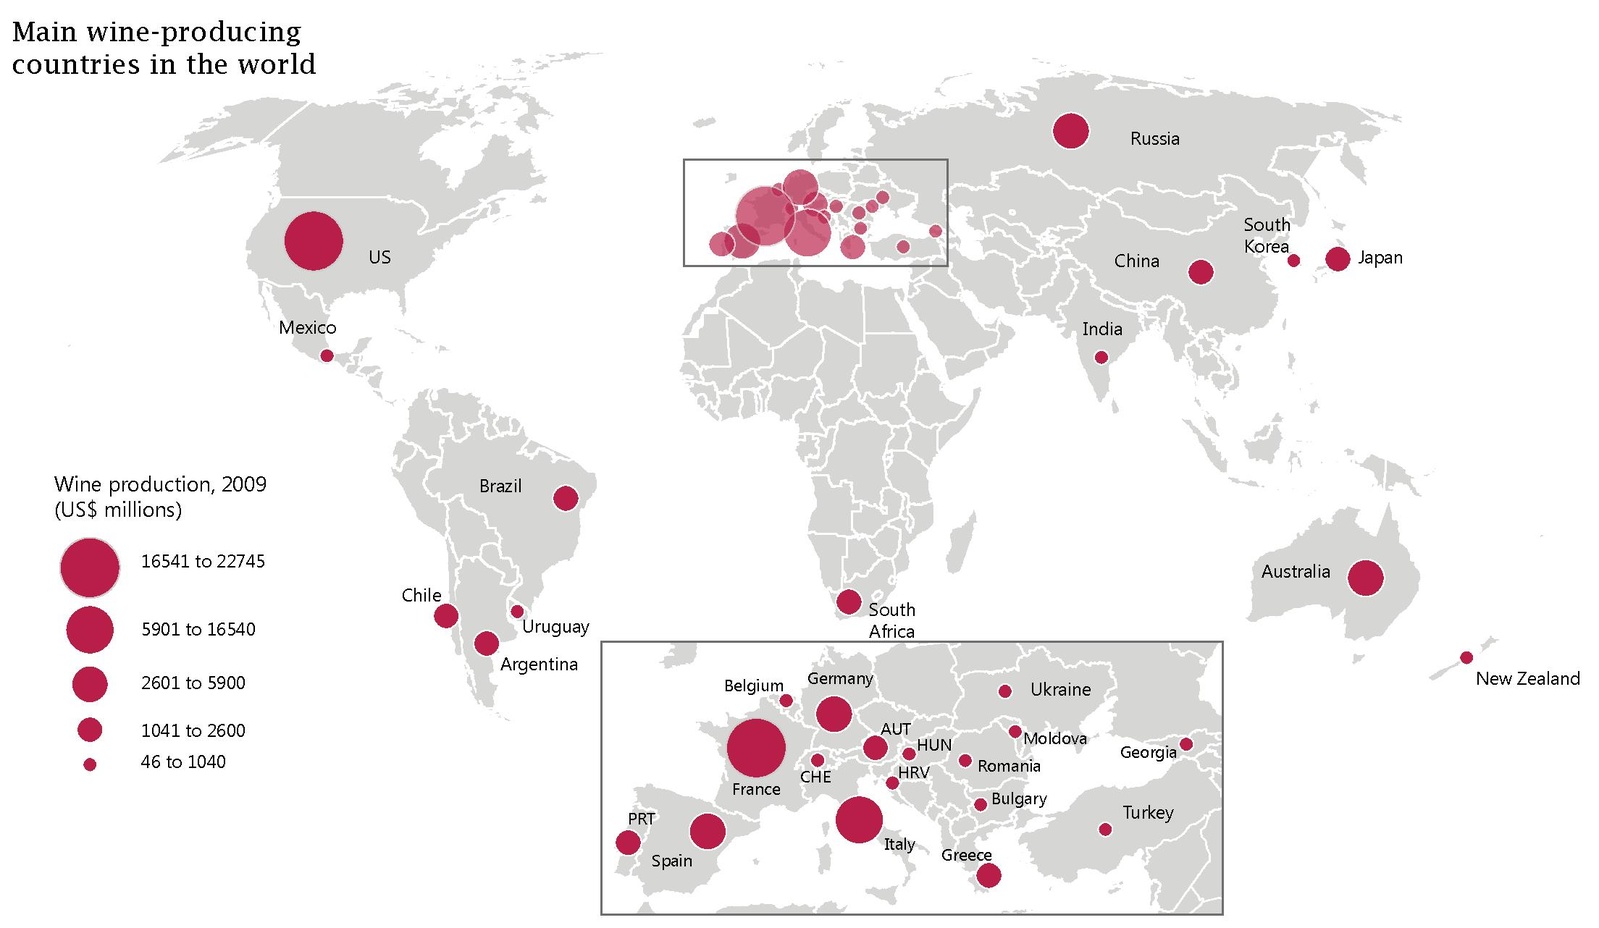 Main wine-producing
countries in the world
Russia
US
South
Korea
China
Japan
Mexico
India
Wine production, 2009
(US$ millions)
16541 to 22745
5901 to 16540
2601 to 5900
1041 to 2600
46 to 1040
Brazil
Chile
Uruguay
Argentina
South
Africa
Australia
New Zealand
Belgium
Germany
Ukraine
AUT
HUN
Moldova
Georgia
CHE
HRV
Romania
France
Bulgary
PRT
Turkey
Spain
Italy
Greece